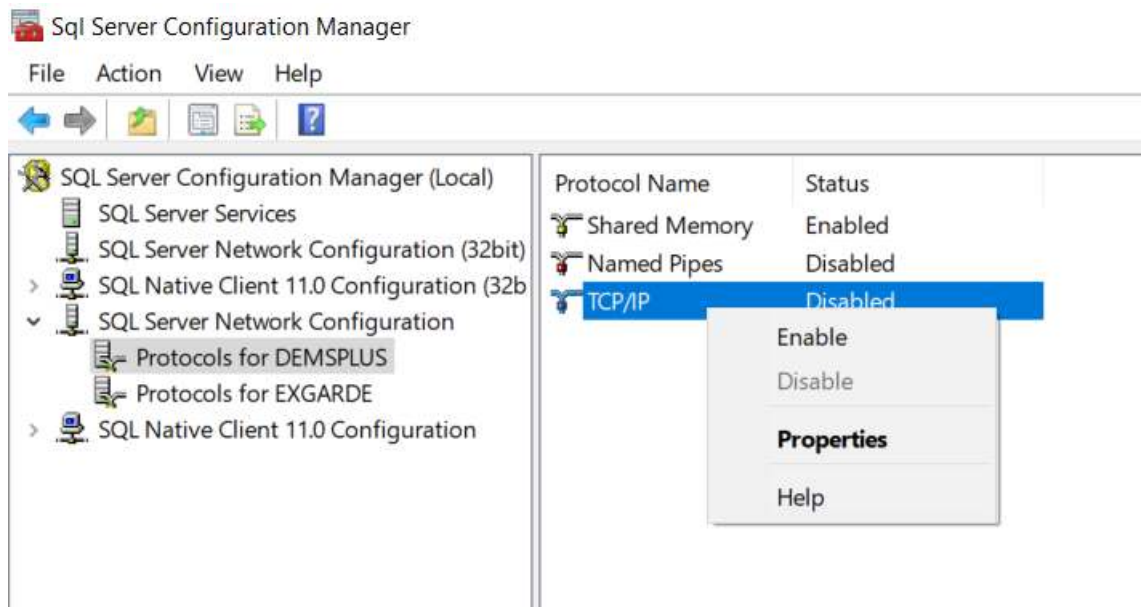 Sql Server Configuration Manager
File Action View Help
SQL Server Configuration Manager (Local)
SQL Server Services
SQL Server Network Configuration (32bit)
SQL Native Client 11.0 Configuration (32b
SQL Server Network Configuration
Protocols for DEMSPLUS
Protocols for EXGARDE
SQL Native Client 11.0 Configuration
Protocol Name Status
Shared Memory Enabled
Named Pipes Disabled
TCP/IP Disabled
Enable
Disable
Properties
Help